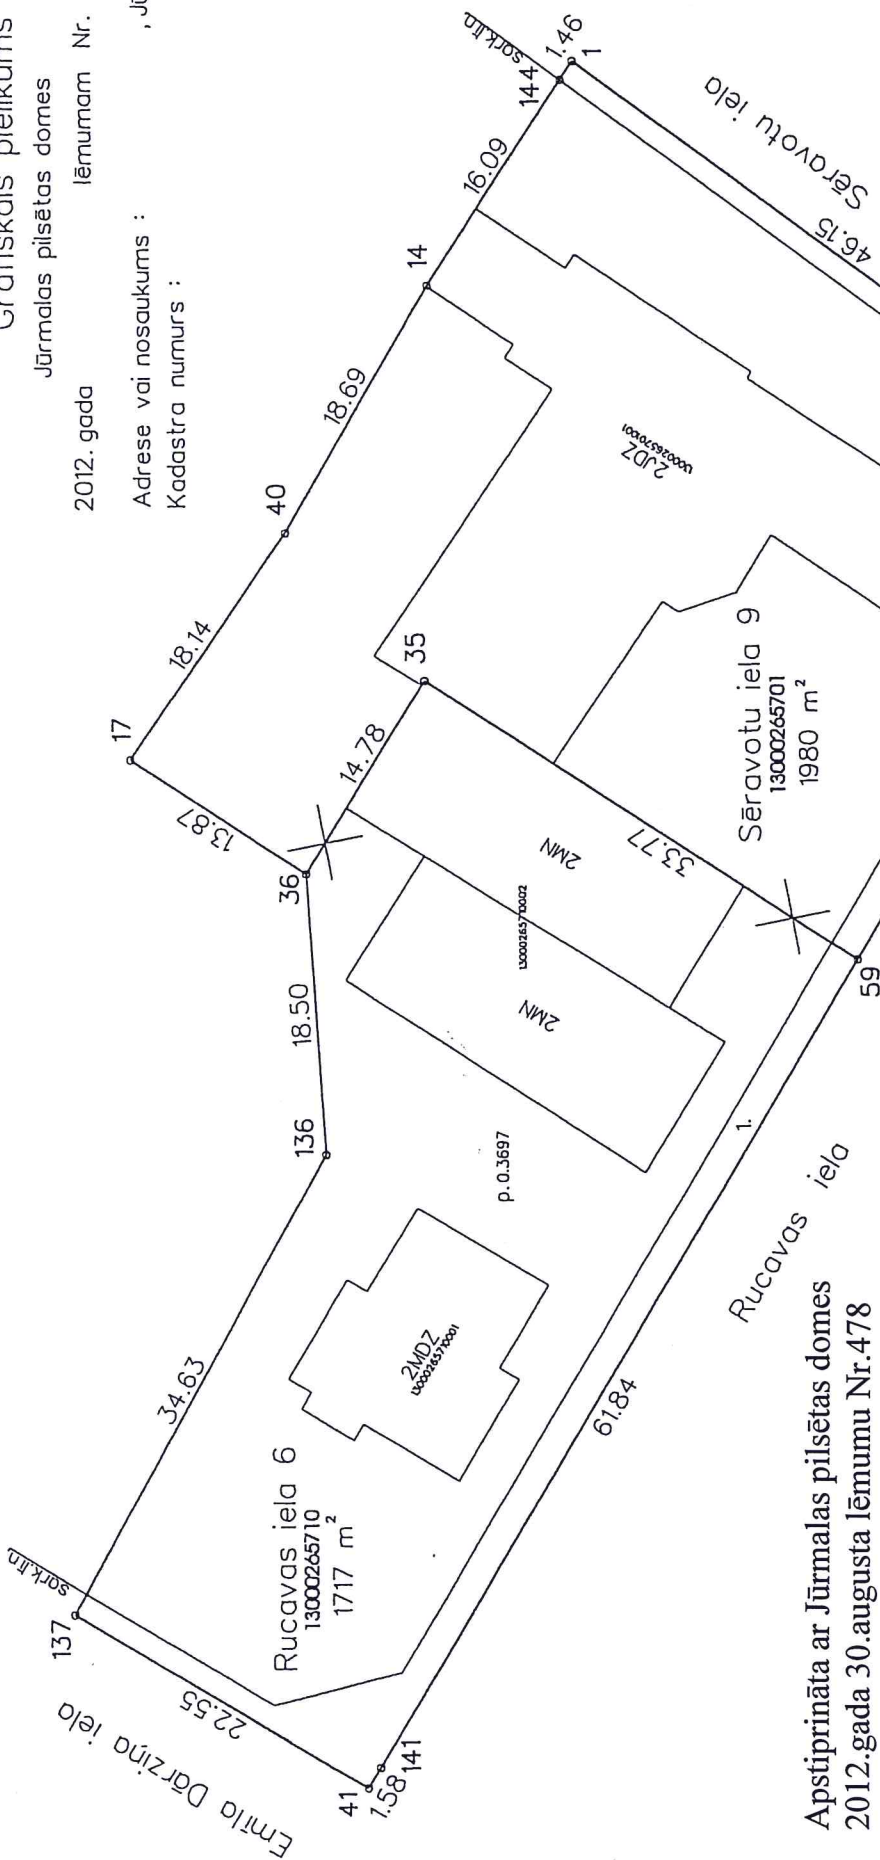 Grafiskais pielikums
Jūrmalas pilsētas domes
2012. gada lēmumam Nr.
Adrese vai nosaukums :
Kadastra numurs :
sark.lin.
144
1.46
1
16.09
14
Sēravotu iela
46.15
18.69
40
18.14
17
13.87
36
14.78
35
2JDZ
13000265701001
Sēravotu iela 9
13000265701
1980 m²
33.77
2MN
13000265710002
2MN
59
18.50
136
p.0.3697
1.
Rucavas iela
34.63
2MDZ
13000265710001
61.84
Rucavas iela 6
13000265710
1717 m²
sark.lin.
137
22.55
Emīla Dārziņa iela
41
1.58
141
Apstiprināta ar Jūrmalas pilsētas domes
2012.gada 30.augusta lēmumu Nr.478